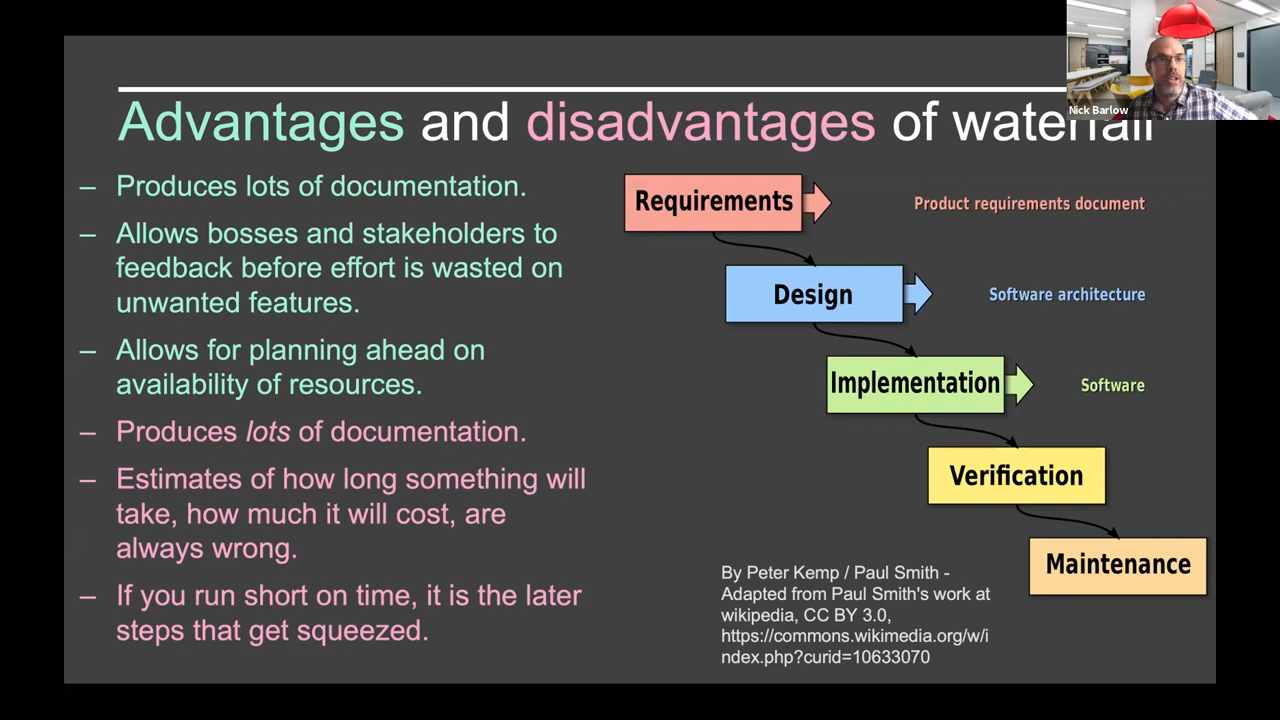 Advantages and disadvantages of waterfall
Nick Barlow
– Produces lots of documentation.
– Allows bosses and stakeholders to
feedback before effort is wasted on
unwanted features.
– Allows for planning ahead on
availability of resources.
– Produces lots of documentation.
– Estimates of how long something will
take, how much it will cost, are
always wrong.
– If you run short on time, it is the later
steps that get squeezed.
Requirements
Product requirements document
Design
Software architecture
Implementation
Software
Verification
Maintenance
By Peter Kemp / Paul Smith -
Adapted from Paul Smith's work at
wikipedia, CC BY 3.0,
https://commons.wikimedia.org/w/i
ndex.php?curid=10633070